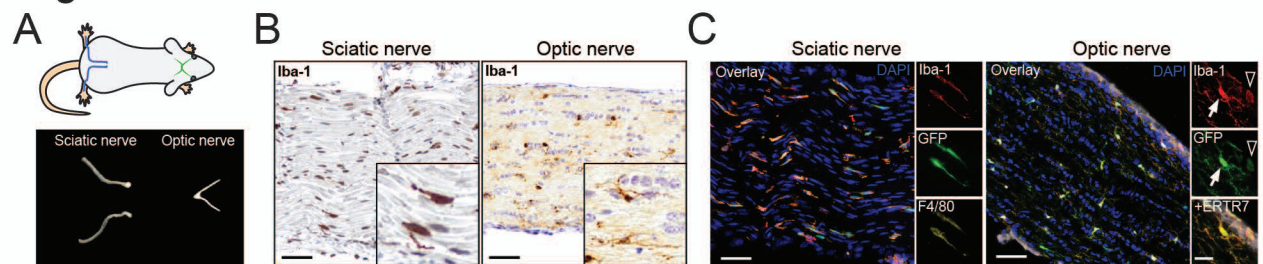 A
Sciatic nerve
Optic nerve
B
Sciatic nerve
Optic nerve
Iba-1
Iba-1
C
Sciatic nerve
Optic nerve
Overlay
DAPI
Iba-1
GFP
F4/80
Overlay
DAPI
Iba-1
GFP
+ERTR7